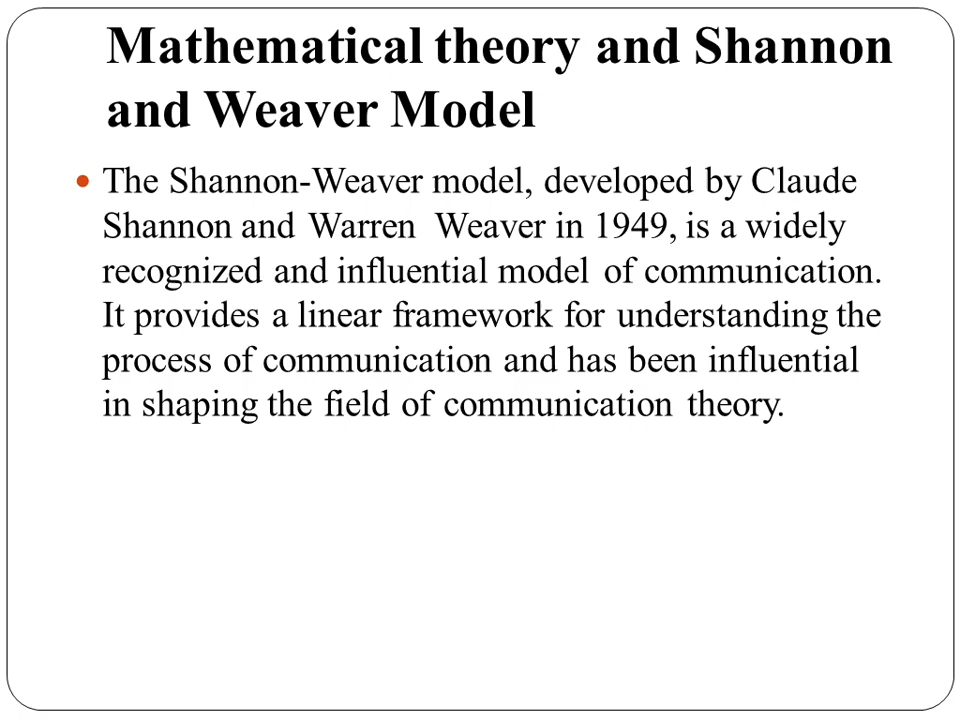 Mathematical theory and Shannon
and Weaver Model
• The Shannon-Weaver model, developed by Claude
Shannon and Warren  Weaver in 1949, is a widely
recognized and influential model of communication.
It provides a linear framework for understanding the
process of communication and has been influential
in shaping the field of communication theory.